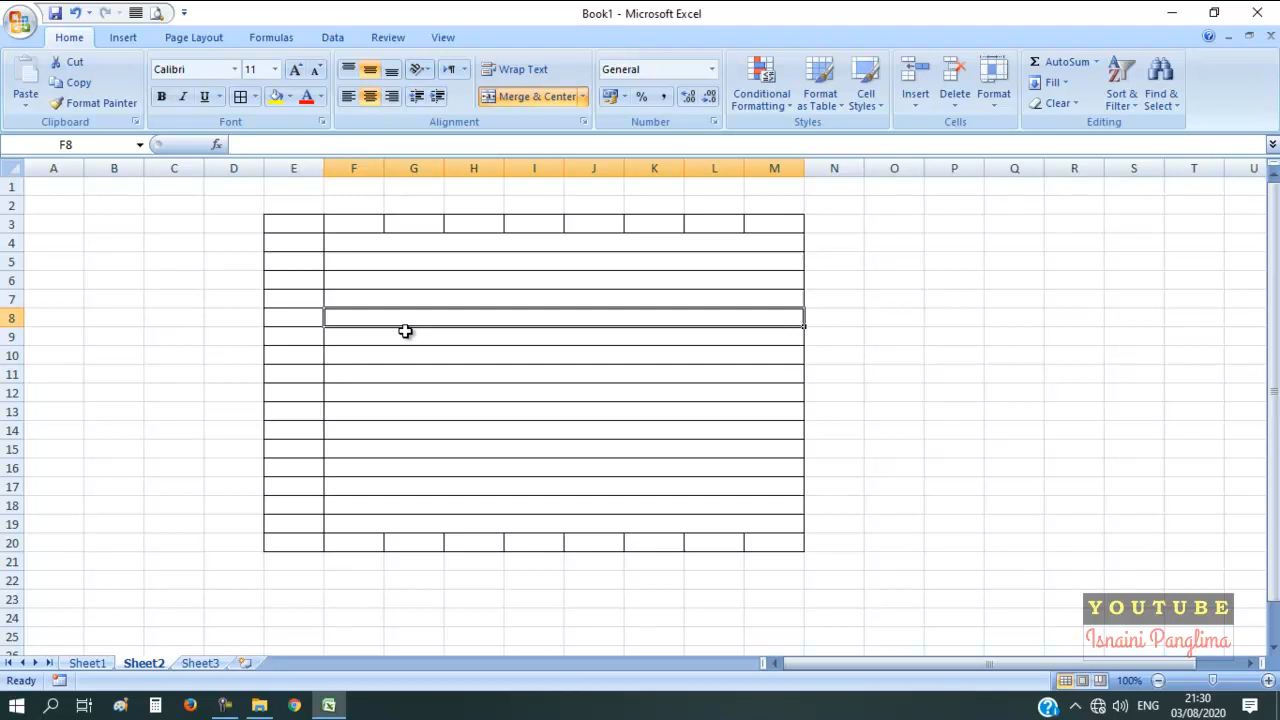 Book1 - Microsoft Excel
Home Insert Page Layout Formulas Data Review View
Paste
Cut
Copy
Format Painter
Clipboard
Calibri 11
B I U
Font
Wrap Text
Merge & Center
Alignment
General
% ,
Number
Conditional Formatting
Format as Table
Cell Styles
Styles
Insert Delete Format
Cells
Σ AutoSum
Fill
Clear
Sort & Filter
Find & Select
Editing
F8 fx
A B C D E F G H I J K L M N O P Q R S T U
1
2
3
4
5
6
7
8
9
10
11
12
13
14
15
16
17
18
19
20
21
22
23
24
25
YOUTUBE
Isnaini Panglima
Sheet1 Sheet2 Sheet3
Ready 100%
ENG
21:30
03/08/2020